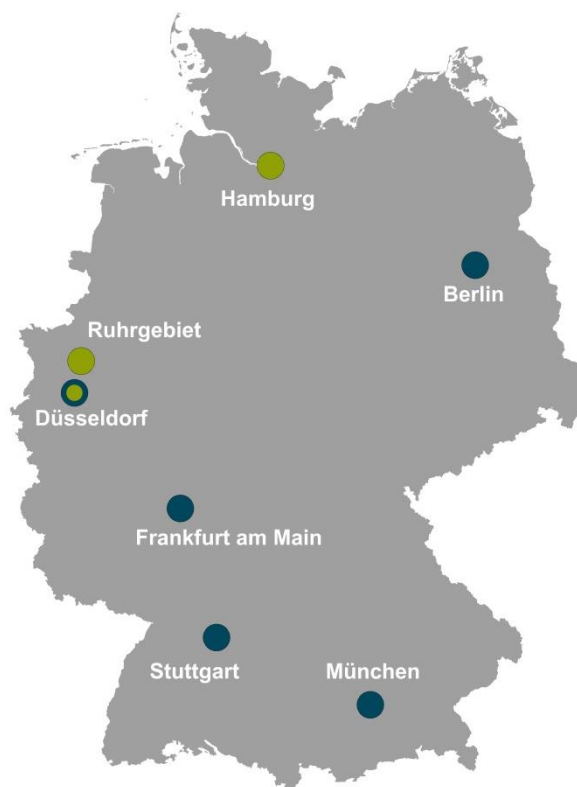 Hamburg
Berlin
Ruhrgebiet
Düsseldorf
Frankfurt am Main
Stuttgart
München